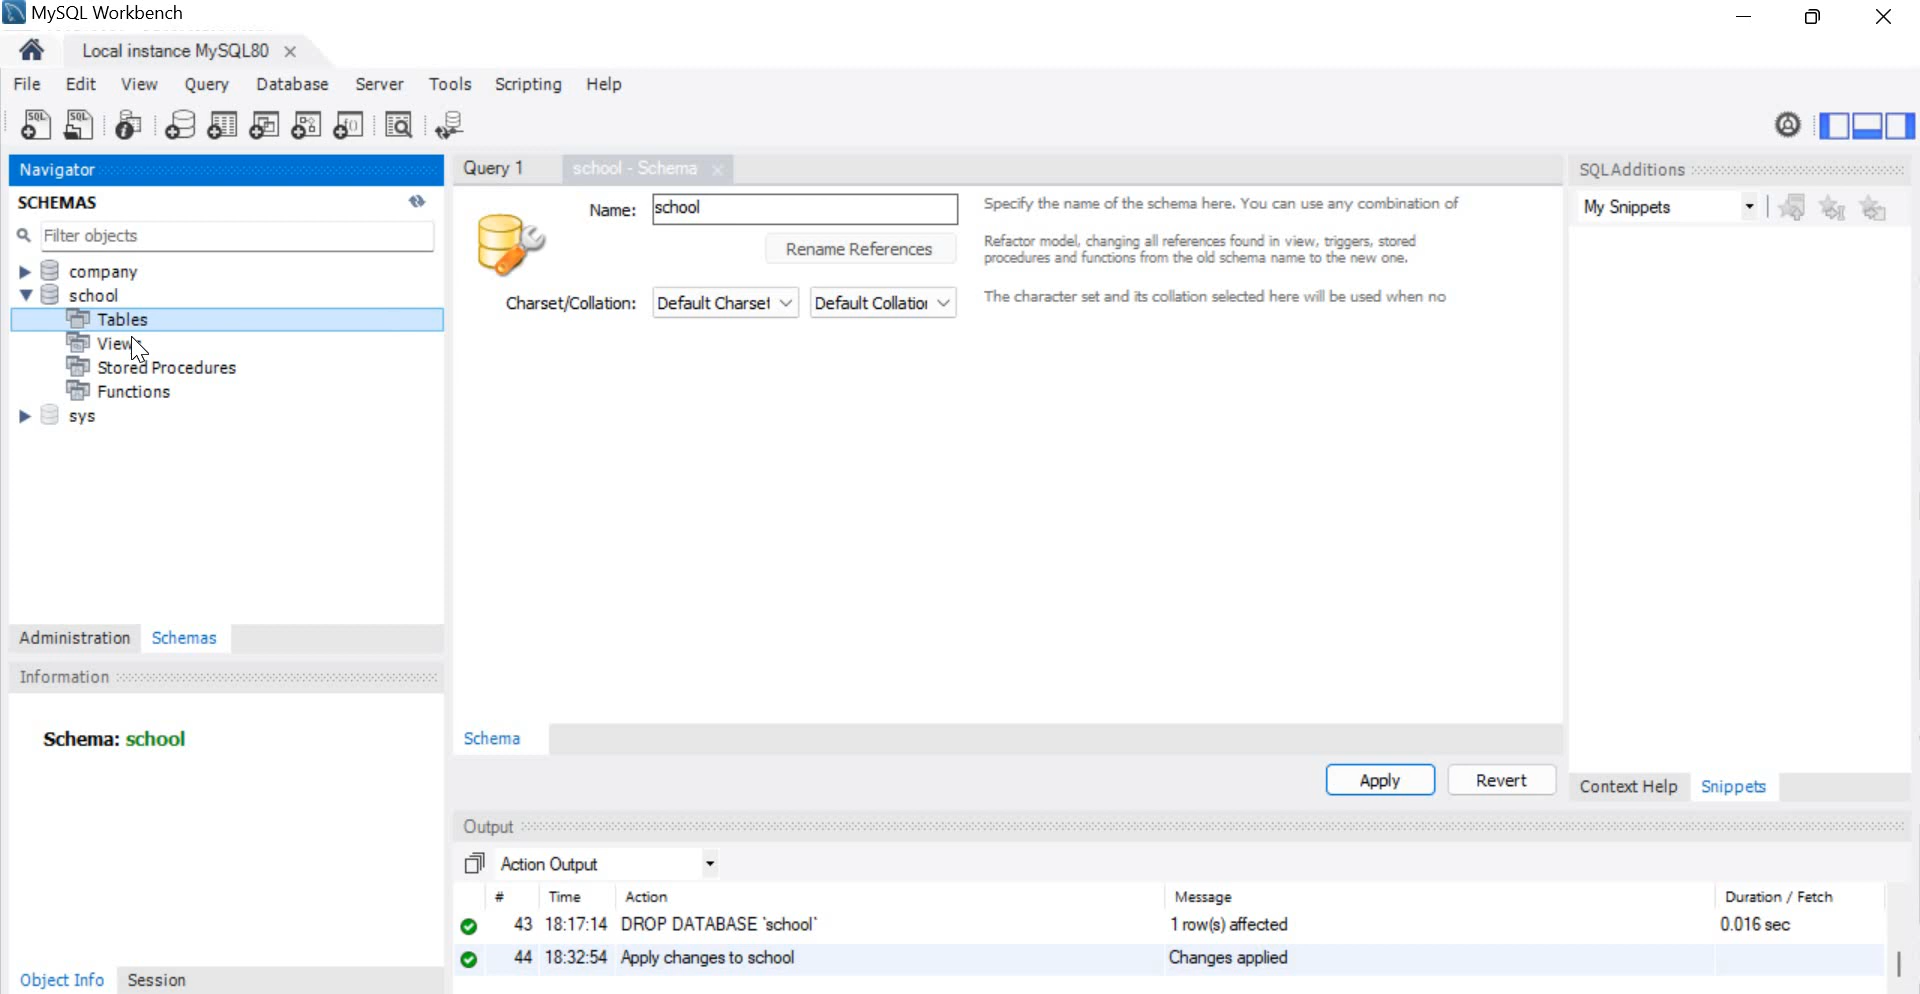 MySQL Workbench
Local instance MySQL80
File Edit View Query Database Server Tools Scripting Help
SQL SQL
Navigator
SCHEMAS
Filter objects
company
school
Tables
Stored Procedures
Functions
sys
Administration Schemas
Information
Schema: school
Object Info Session
Query 1 school - Schema
Name: school
Specify the name of the schema here. You can use any combination of
Rename References
Refactor model, changing all references found in view, triggers, stored
procedures and functions from the old schema name to the new one.
Charset/Collation: Default Charset Default Collation
The character set and its collation selected here will be used when no
Schema
Apply Revert
SQLAdditions
My Snippets
Context Help Snippets
Output
Action Output
# Time Action Message Duration / Fetch
43 18:17:14 DROP DATABASE `school` 1 row(s) affected 0.016 sec
44 18:32:54 Apply changes to school Changes applied